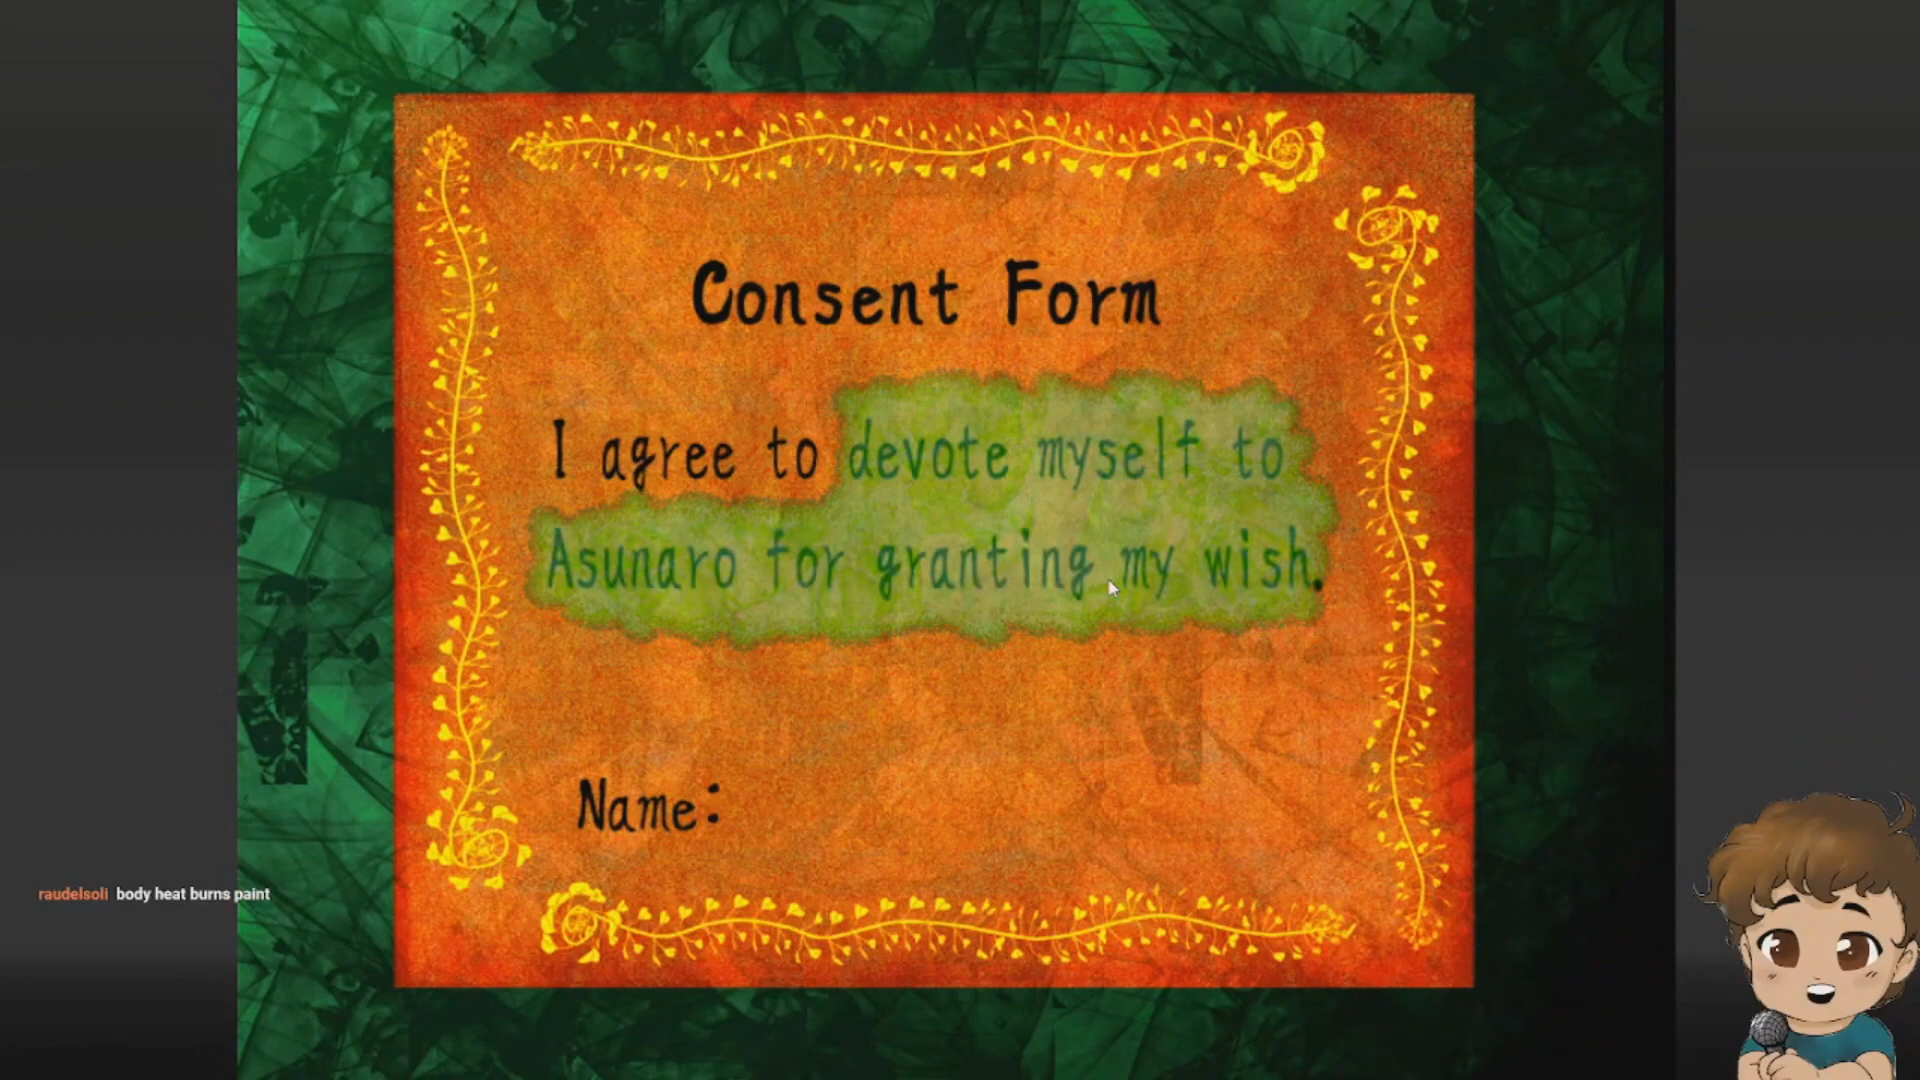 Consent Form
I agree to devote myself to
Asunaro for granting my wish.
Name:
raudelsoli body heat burns paint